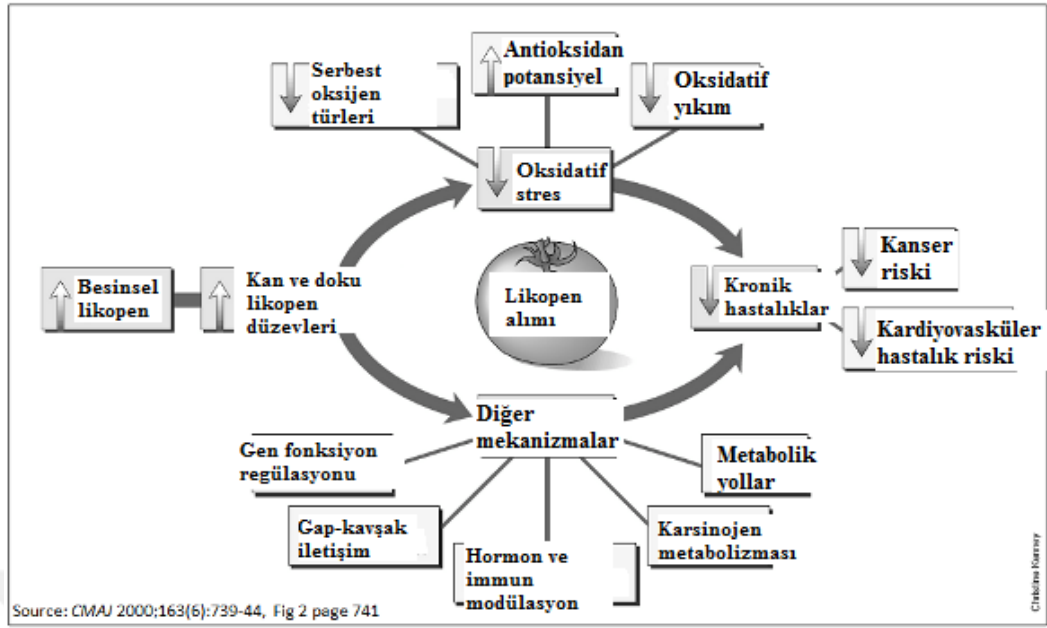 Serbest
oksijen
türleri
Antioksidan
potansiyel
Oksidatif
yıkım
Oksidatif
stres
Besinsel
likopen
Kan ve doku
likopen
düzevleri
Likopen
alımı
Kronik
hastalıklar
Kanser
riski
Kardiyovasküler
hastalık riski
Diğer
mekanizmalar
Gen fonksiyon
regülasyonu
Gap-kavşak
iletişim
Hormon ve
immun
modülasyon
Karsinojen
metabolizması
Metabolik
yollar
Source: CMAJ 2000;163(6):739-44, Fig 2 page 741